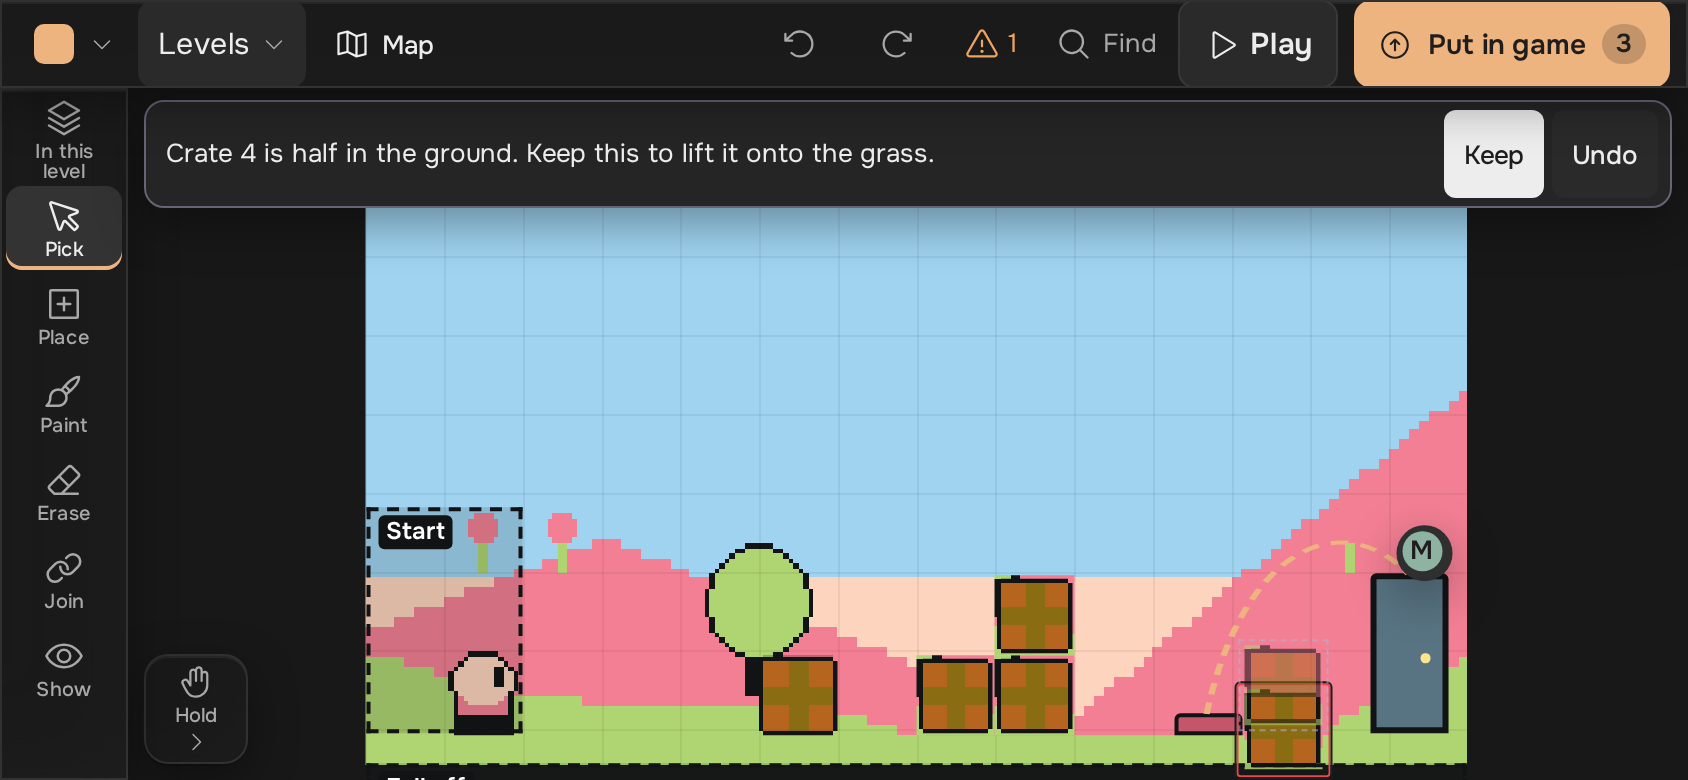 Levels
Map
1
Find
Play
Put in game 3
In this
level
Crate 4 is half in the ground. Keep this to lift it onto the grass.
Keep
Undo
Pick
Place
Paint
Erase
Join
Show
Hold
Start
M